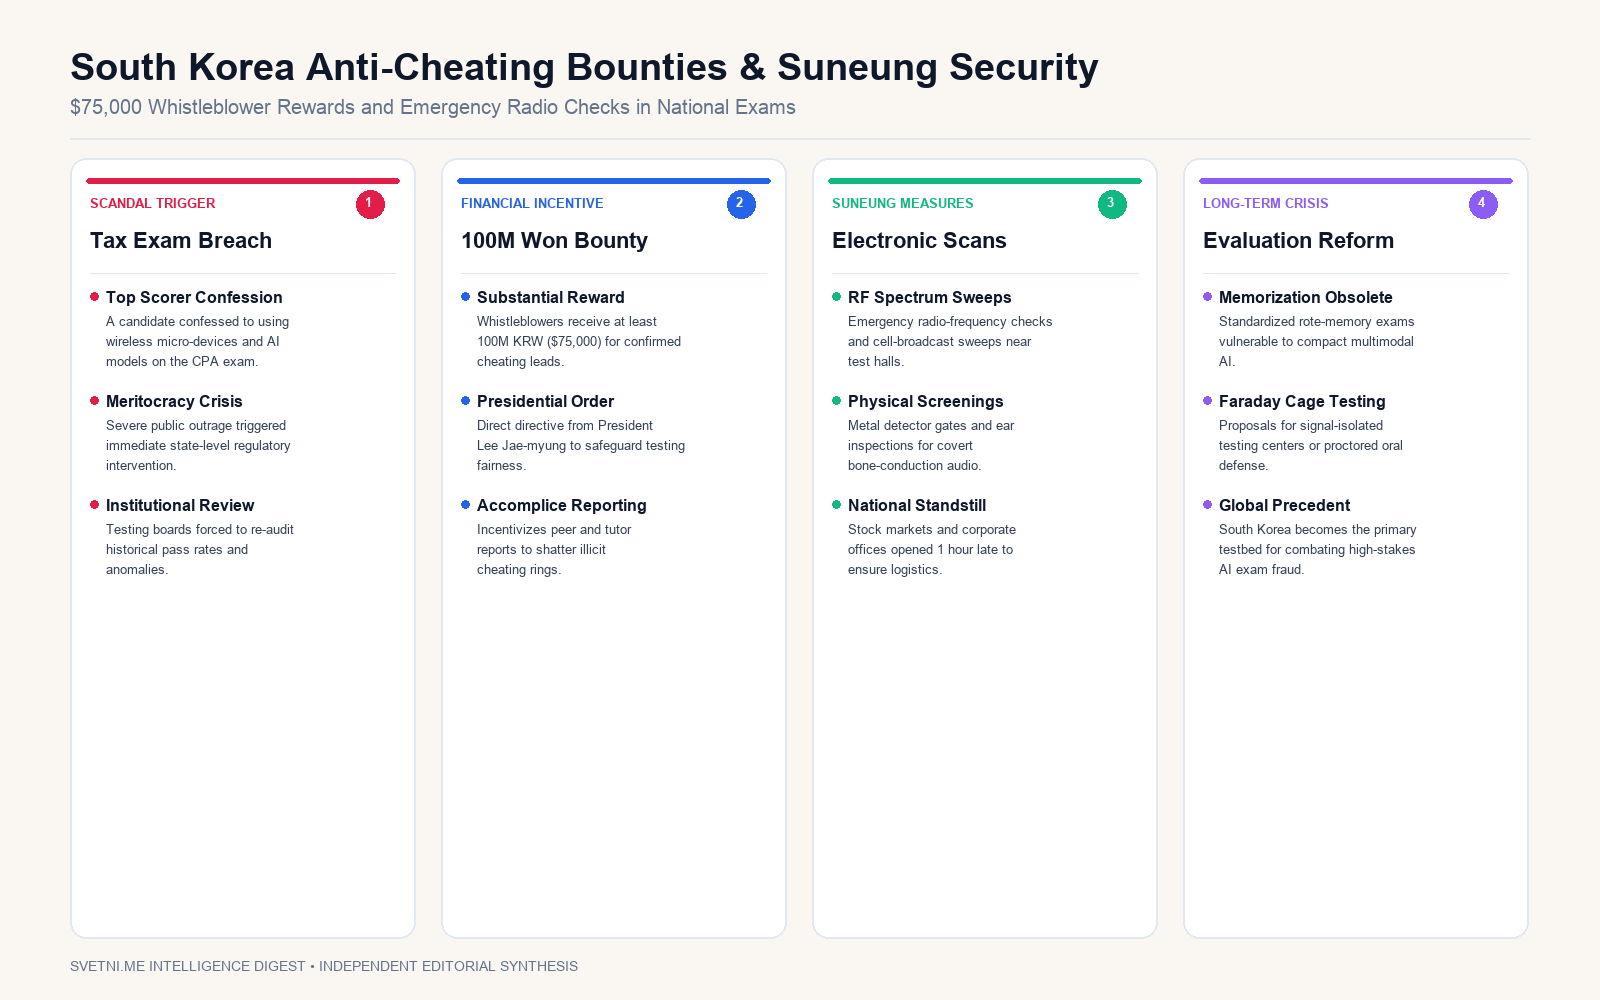 South Korea Anti-Cheating Bounties & Suneung Security
$75,000 Whistleblower Rewards and Emergency Radio Checks in National Exams
SCANDAL TRIGGER
1
Tax Exam Breach
Top Scorer Confession
A candidate confessed to using
wireless micro-devices and AI
models on the CPA exam.
Meritocracy Crisis
Severe public outrage triggered
immediate state-level regulatory
intervention.
Institutional Review
Testing boards forced to re-audit
historical pass rates and
anomalies.
FINANCIAL INCENTIVE
2
100M Won Bounty
Substantial Reward
Whistleblowers receive at least
100M KRW ($75,000) for confirmed
cheating leads.
Presidential Order
Direct directive from President
Lee Jae-myung to safeguard testing
fairness.
Accomplice Reporting
Incentivizes peer and tutor
reports to shatter illicit
cheating rings.
SUNEUNG MEASURES
3
Electronic Scans
RF Spectrum Sweeps
Emergency radio-frequency checks
and cell-broadcast sweeps near
test halls.
Physical Screenings
Metal detector gates and ear
inspections for covert
bone-conduction audio.
National Standstill
Stock markets and corporate
offices opened 1 hour late to
ensure logistics.
LONG-TERM CRISIS
4
Evaluation Reform
Memorization Obsolete
Standardized rote-memory exams
vulnerable to compact multimodal
AI.
Faraday Cage Testing
Proposals for signal-isolated
testing centers or proctored oral
defense.
Global Precedent
South Korea becomes the primary
testbed for combating high-stakes
AI exam fraud.
SVETNI.ME INTELLIGENCE DIGEST • INDEPENDENT EDITORIAL SYNTHESIS